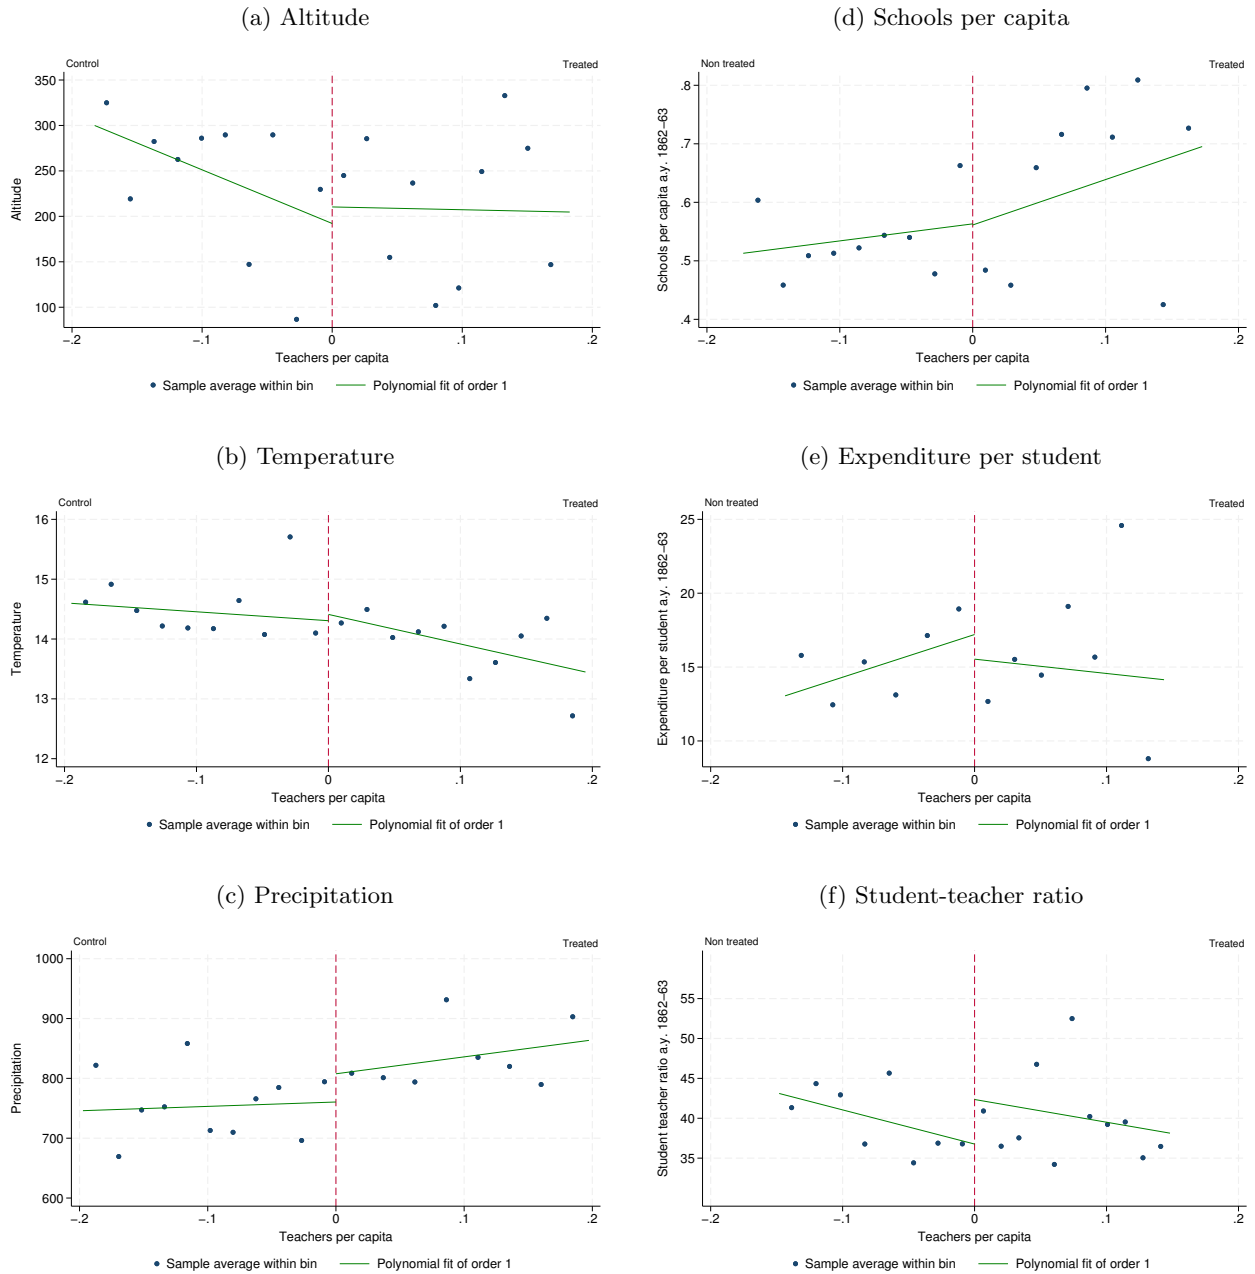 (a) Altitude
Control
Treated
Altitude
350
300
250
200
150
100
−.2 −.1 0 .1 .2
Teachers per capita
Sample average within bin Polynomial fit of order 1
(d) Schools per capita
Non treated
Treated
Schools per capita a.y. 1862−63
.8
.7
.6
.5
.4
−.2 −.1 0 .1 .2
Teachers per capita
Sample average within bin Polynomial fit of order 1
(b) Temperature
Control
Treated
Temperature
16
15
14
13
12
−.2 −.1 0 .1 .2
Teachers per capita
Sample average within bin Polynomial fit of order 1
(e) Expenditure per student
Non treated
Treated
Expenditure per student a.y. 1862−63
25
20
15
10
−.2 −.1 0 .1 .2
Teachers per capita
Sample average within bin Polynomial fit of order 1
(c) Precipitation
Control
Treated
Precipitation
1000
900
800
700
600
−.2 −.1 0 .1 .2
Teachers per capita
Sample average within bin Polynomial fit of order 1
(f) Student-teacher ratio
Non treated
Treated
Student teacher ratio a.y. 1862−63
55
50
45
40
35
−.2 −.1 0 .1 .2
Teachers per capita
Sample average within bin Polynomial fit of order 1